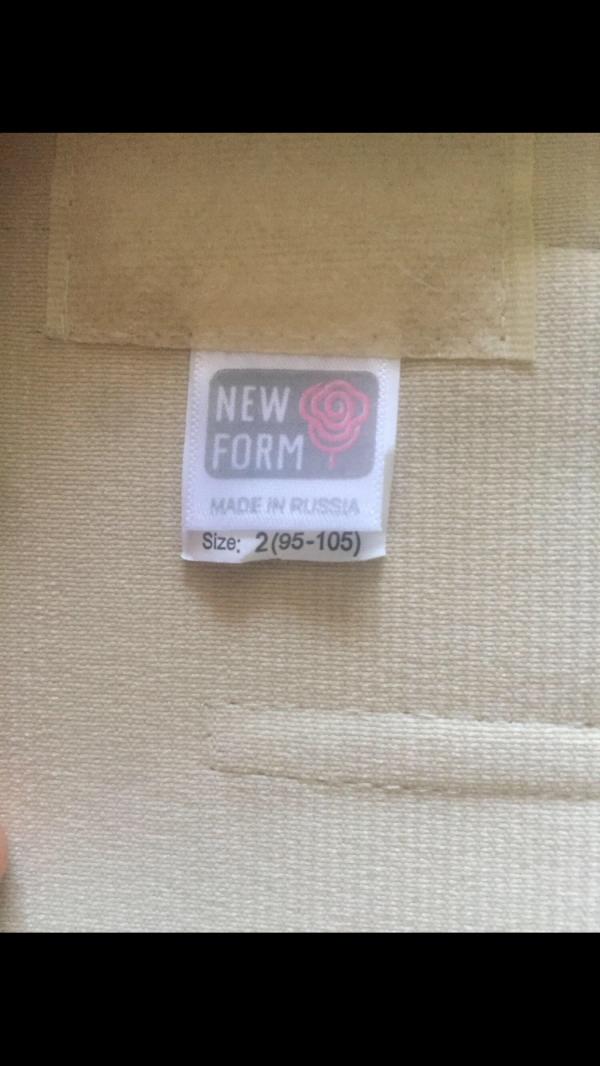 NEW
FORM
MADE IN RUSSIA
Size: 2(95-105)